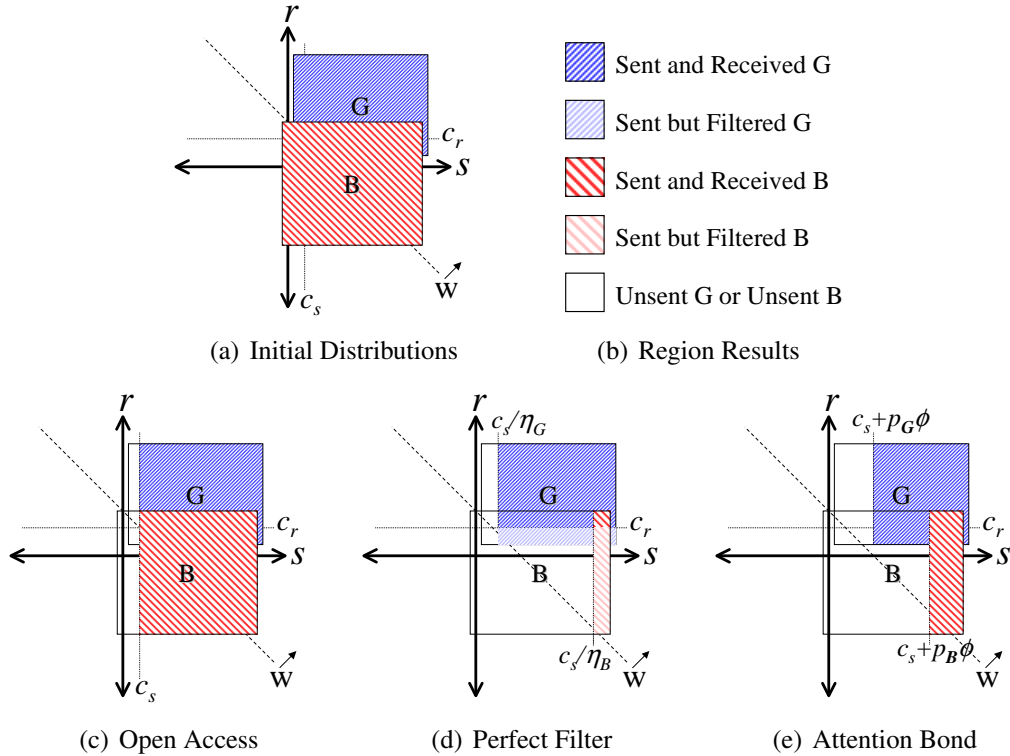 r
G
c_r
B
s
c_s
W
(a) Initial Distributions
Sent and Received G
Sent but Filtered G
Sent and Received B
Sent but Filtered B
Unsent G or Unsent B
(b) Region Results
r
G
c_r
B
s
c_s
W
(c) Open Access
r
c_s/η_G
G
c_r
B
s
c_s/η_B
W
(d) Perfect Filter
r
c_s+p_Gϕ
G
c_r
B
s
c_s+p_Bϕ
W
(e) Attention Bond